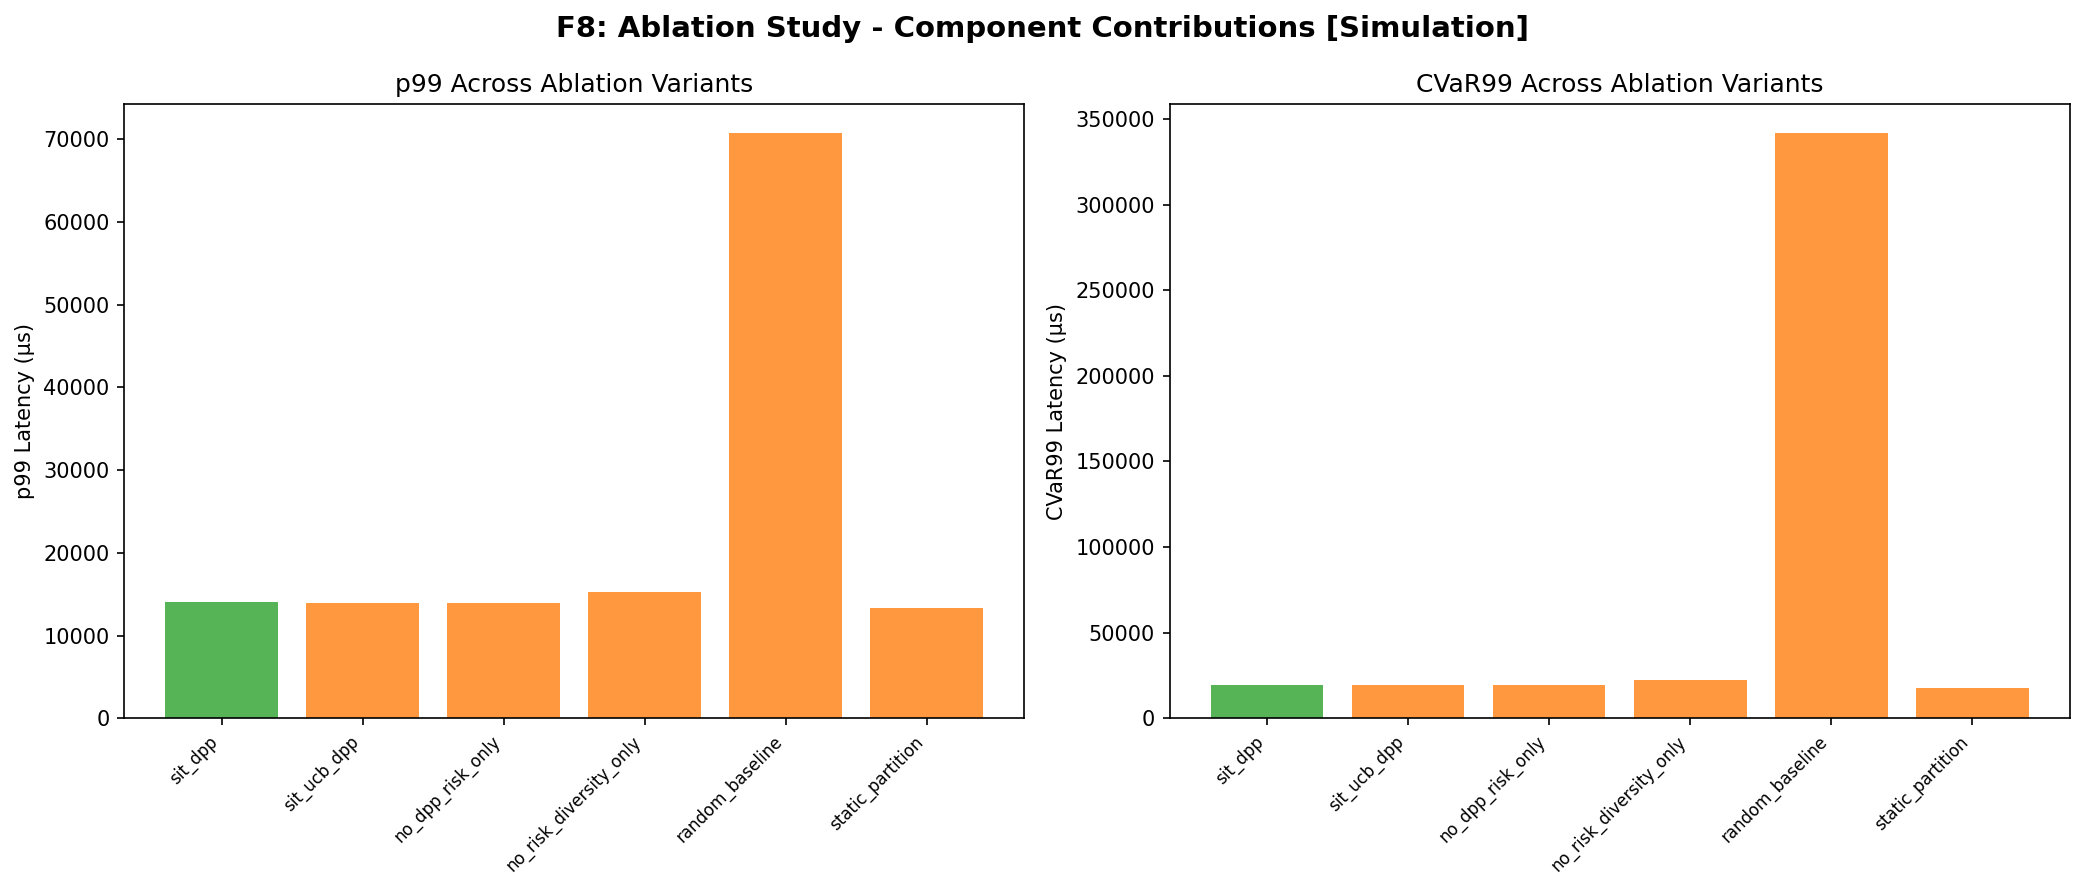 F8: Ablation Study - Component Contributions [Simulation]
p99 Across Ablation Variants
p99 Latency (µs)
70000
60000
50000
40000
30000
20000
10000
0
sit_dpp
sit_ucb_dpp
no_dpp_risk_only
no_risk_diversity_only
random_baseline
static_partition
CVaR99 Across Ablation Variants
CVaR99 Latency (µs)
350000
300000
250000
200000
150000
100000
50000
0
sit_dpp
sit_ucb_dpp
no_dpp_risk_only
no_risk_diversity_only
random_baseline
static_partition